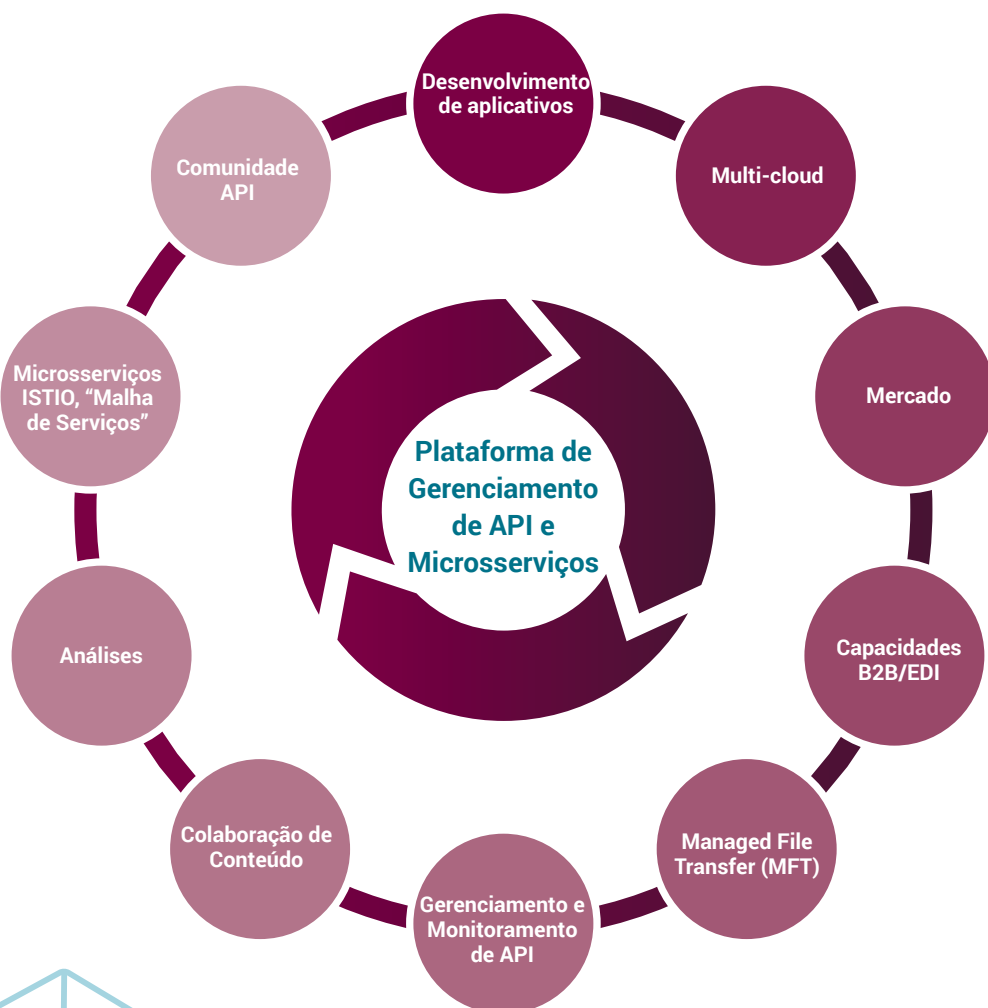 Desenvolvimento
de aplicativos
Multi-cloud
Mercado
Capacidades
B2B/EDI
Managed File
Transfer (MFT)
Gerenciamento e
Monitoramento
de API
Colaboração de
Conteúdo
Análises
Microsserviços
ISTIO, “Malha
de Serviços”
Comunidade
API
Plataforma de
Gerenciamento
de API e
Microsserviços